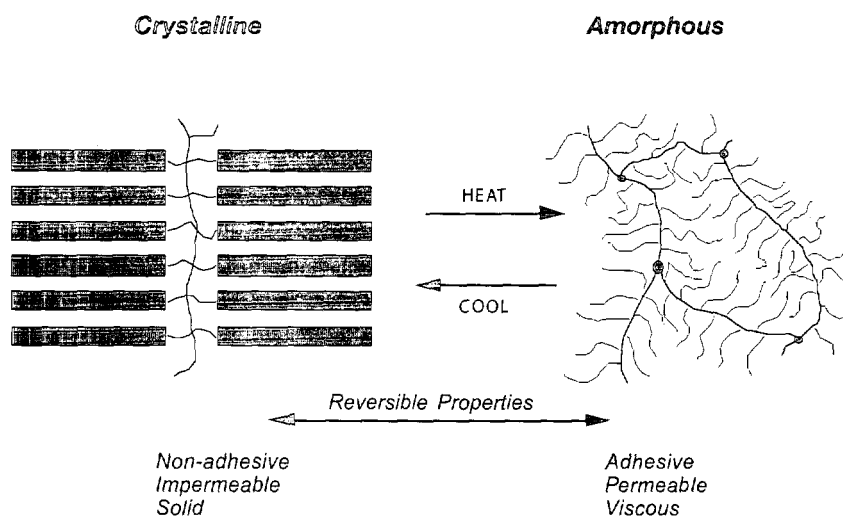 Crystalline
Amorphous
HEAT
COOL
Reversible Properties
Non-adhesive
Impermeable
Solid
Adhesive
Permeable
Viscous